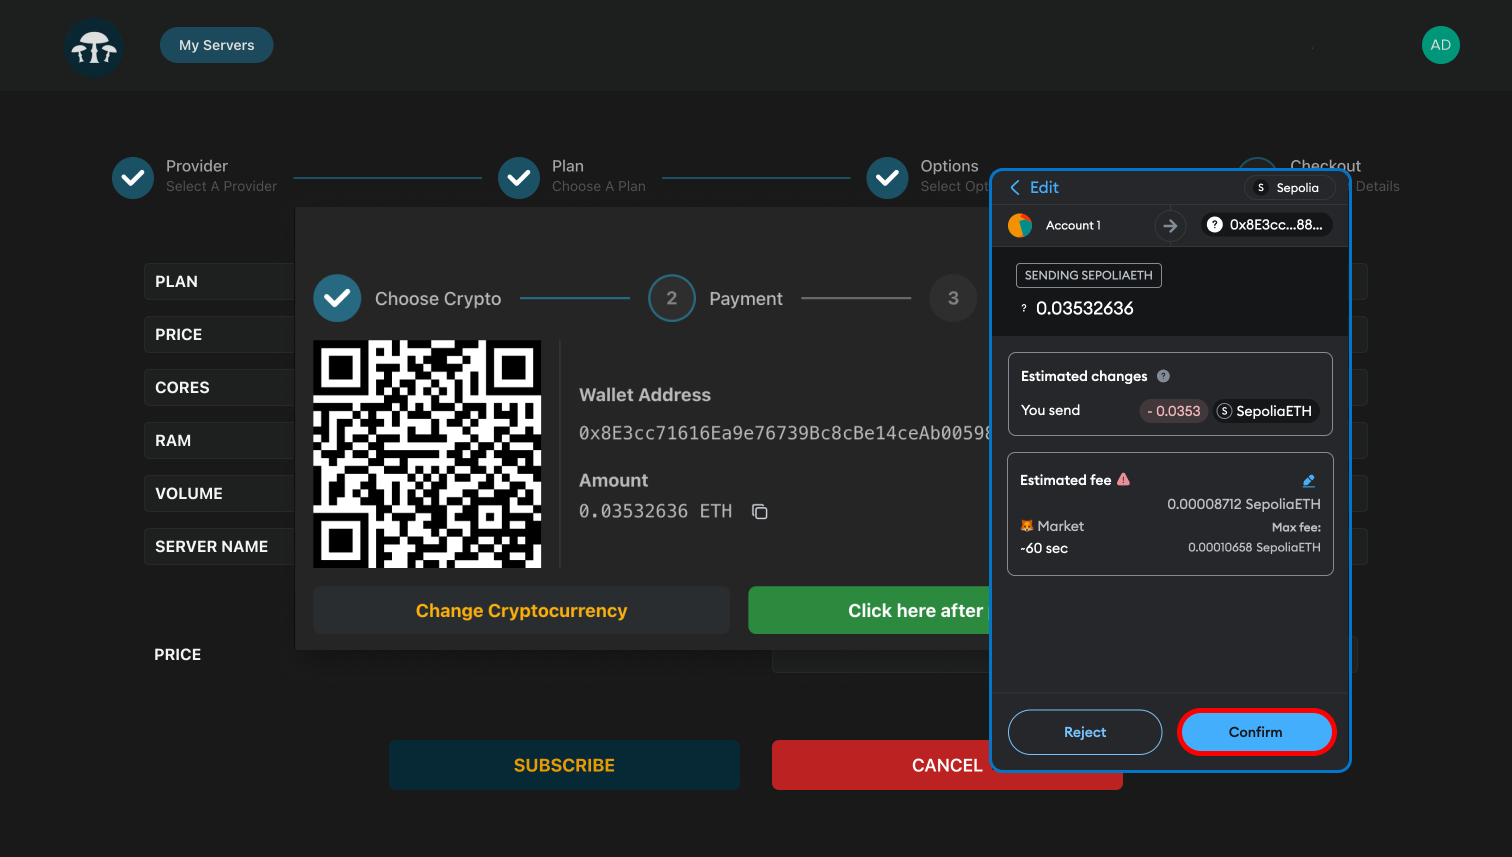 My Servers
AD
Provider
Select A Provider
Plan
Choose A Plan
Options
Select Opt
Checkout
Details
PLAN
PRICE
CORES
RAM
VOLUME
SERVER NAME
PRICE
Choose Crypto
2
Payment
3
Wallet Address
0x8E3cc71616Ea9e76739Bc8cBe14ceAb00598
Amount
0.03532636 ETH
Change Cryptocurrency
Click here after
SUBSCRIBE
CANCEL
Edit
S Sepolia
Account 1
? 0x8E3cc...88...
SENDING SEPOLIAETH
? 0.03532636
Estimated changes ?
You send
- 0.0353
S SepoliaETH
Estimated fee
0.00008712 SepoliaETH
Market
Max fee:
~60 sec
0.00010658 SepoliaETH
Reject
Confirm